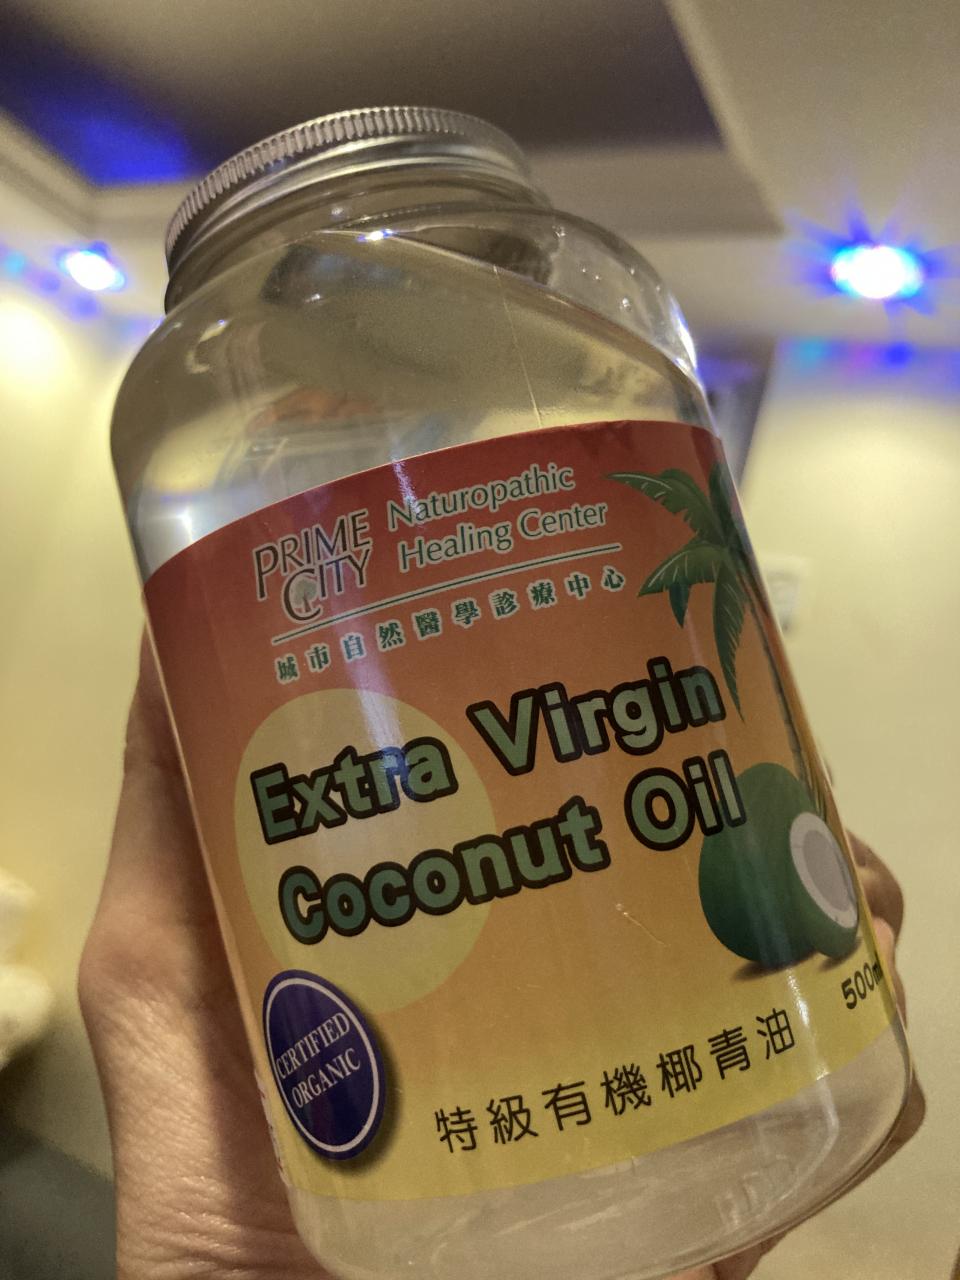 PRIME
CITY
Naturopathic
Healing Center
城市自然醫學診療中心
Extra Virgin
Coconut Oil
CERTIFIED
ORGANIC
500ml
特級有機椰青油